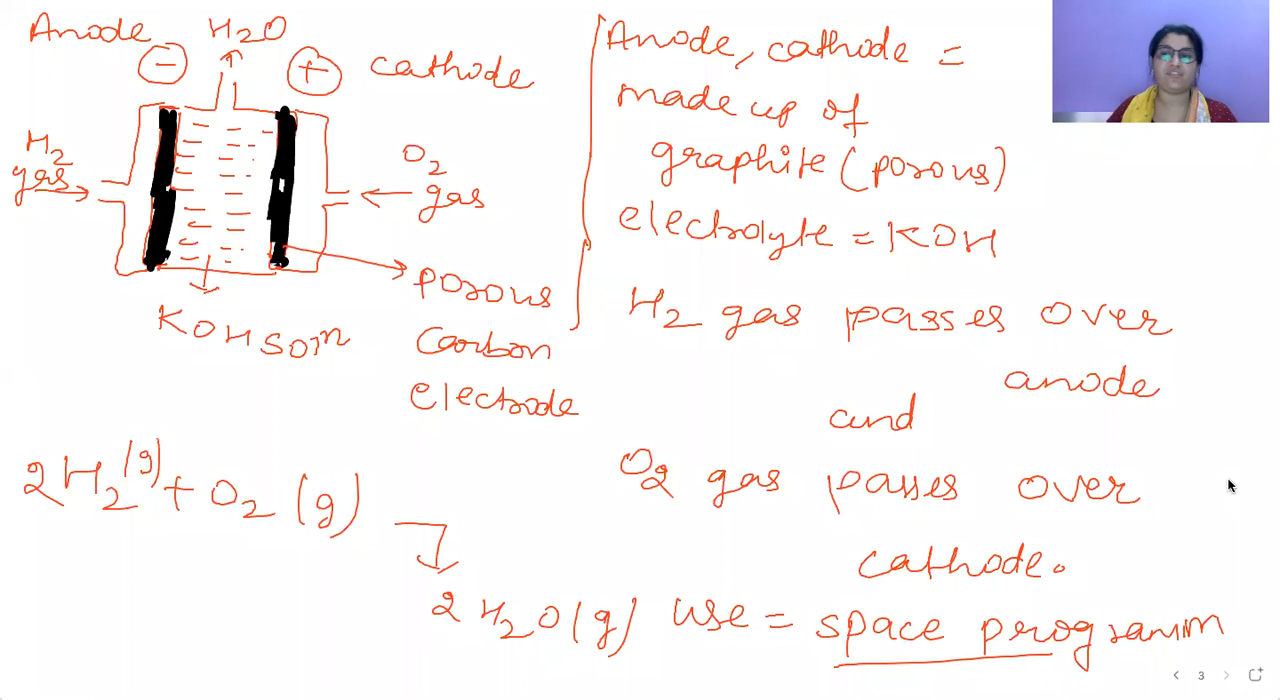 Anode
H2O
⊖
⊕
cathode
H2
gas
O2
gas
KOH Soln
Porous
Carbon
electrode
2H2(g) + O2(g)
2H2O(g)
Anode, cathode =
made up of
graphite (porous)
electrolyte = KOH
H2 gas passes over
anode
and
O2 gas passes over
cathode.
use = space programm
3